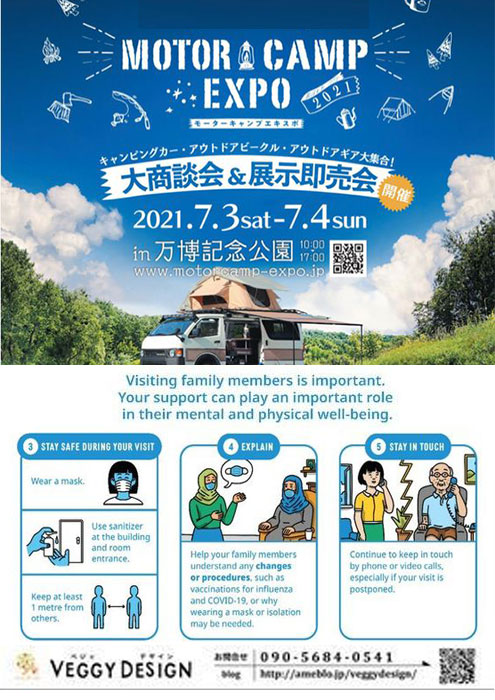 MOTOR CAMP
EXPO
2021
モーターキャンプエキスポ
キャンピングカー・アウトドアビークル・アウトドアギア大集合!
大商談会&展示即売会
開催
2021.7.3sat-7.4sun
in 万博記念公園 10:00
17:00
www.motorcamp-expo.jp
Visiting family members is important.
Your support can play an important role
in their mental and physical well-being.
3 STAY SAFE DURING YOUR VISIT
Wear a mask.
Use sanitizer
at the building
and room
entrance.
Keep at least
1 metre from
others.
4 EXPLAIN
Help your family members
understand any changes
or procedures, such as
vaccinations for influenza
and COVID-19, or why
wearing a mask or isolation
may be needed.
5 STAY IN TOUCH
Continue to keep in touch
by phone or video calls,
especially if your visit is
postponed.
ベジィ デザイン
VEGGY DESIGN
お問合せ 090-5684-0541
blog http://ameblo.jp/veggydesign/